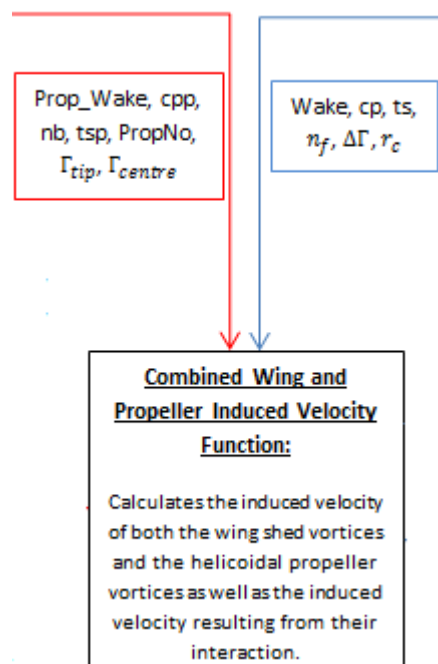 Prop_Wake, cpp,
nb, tsp, PropNo,
Γtip, Γcentre
Wake, cp, ts,
nf, ΔΓ, rc
Combined Wing and
Propeller Induced Velocity
Function:
Calculates the induced velocity
of both the wing shed vortices
and the helicoidal propeller
vortices as well as the induced
velocity resulting from their
interaction.